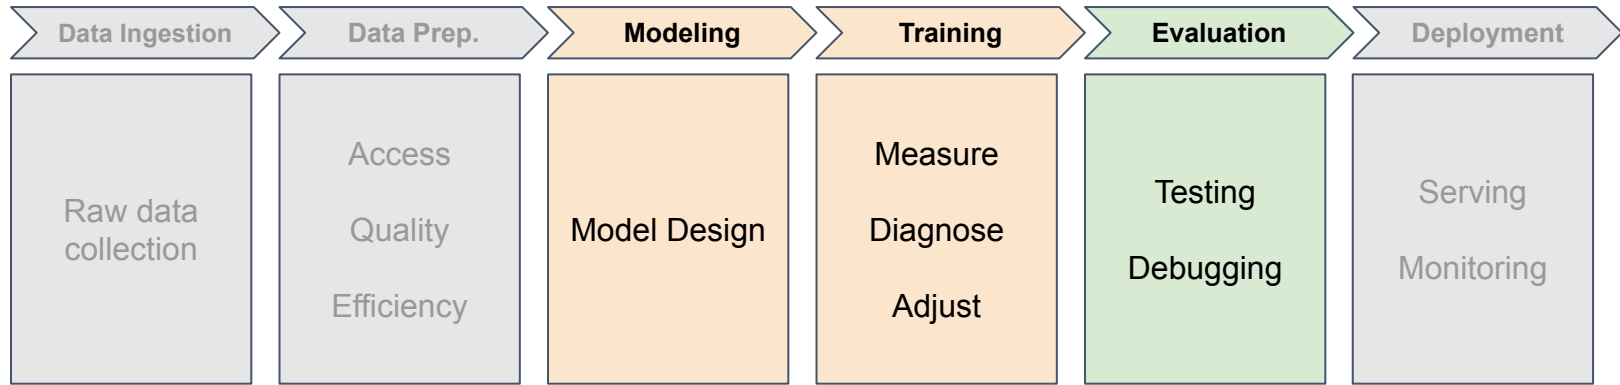 Data Ingestion
Data Prep.
Modeling
Training
Evaluation
Deployment
Raw data
collection
Access
Quality
Efficiency
Model Design
Measure
Diagnose
Adjust
Testing
Debugging
Serving
Monitoring